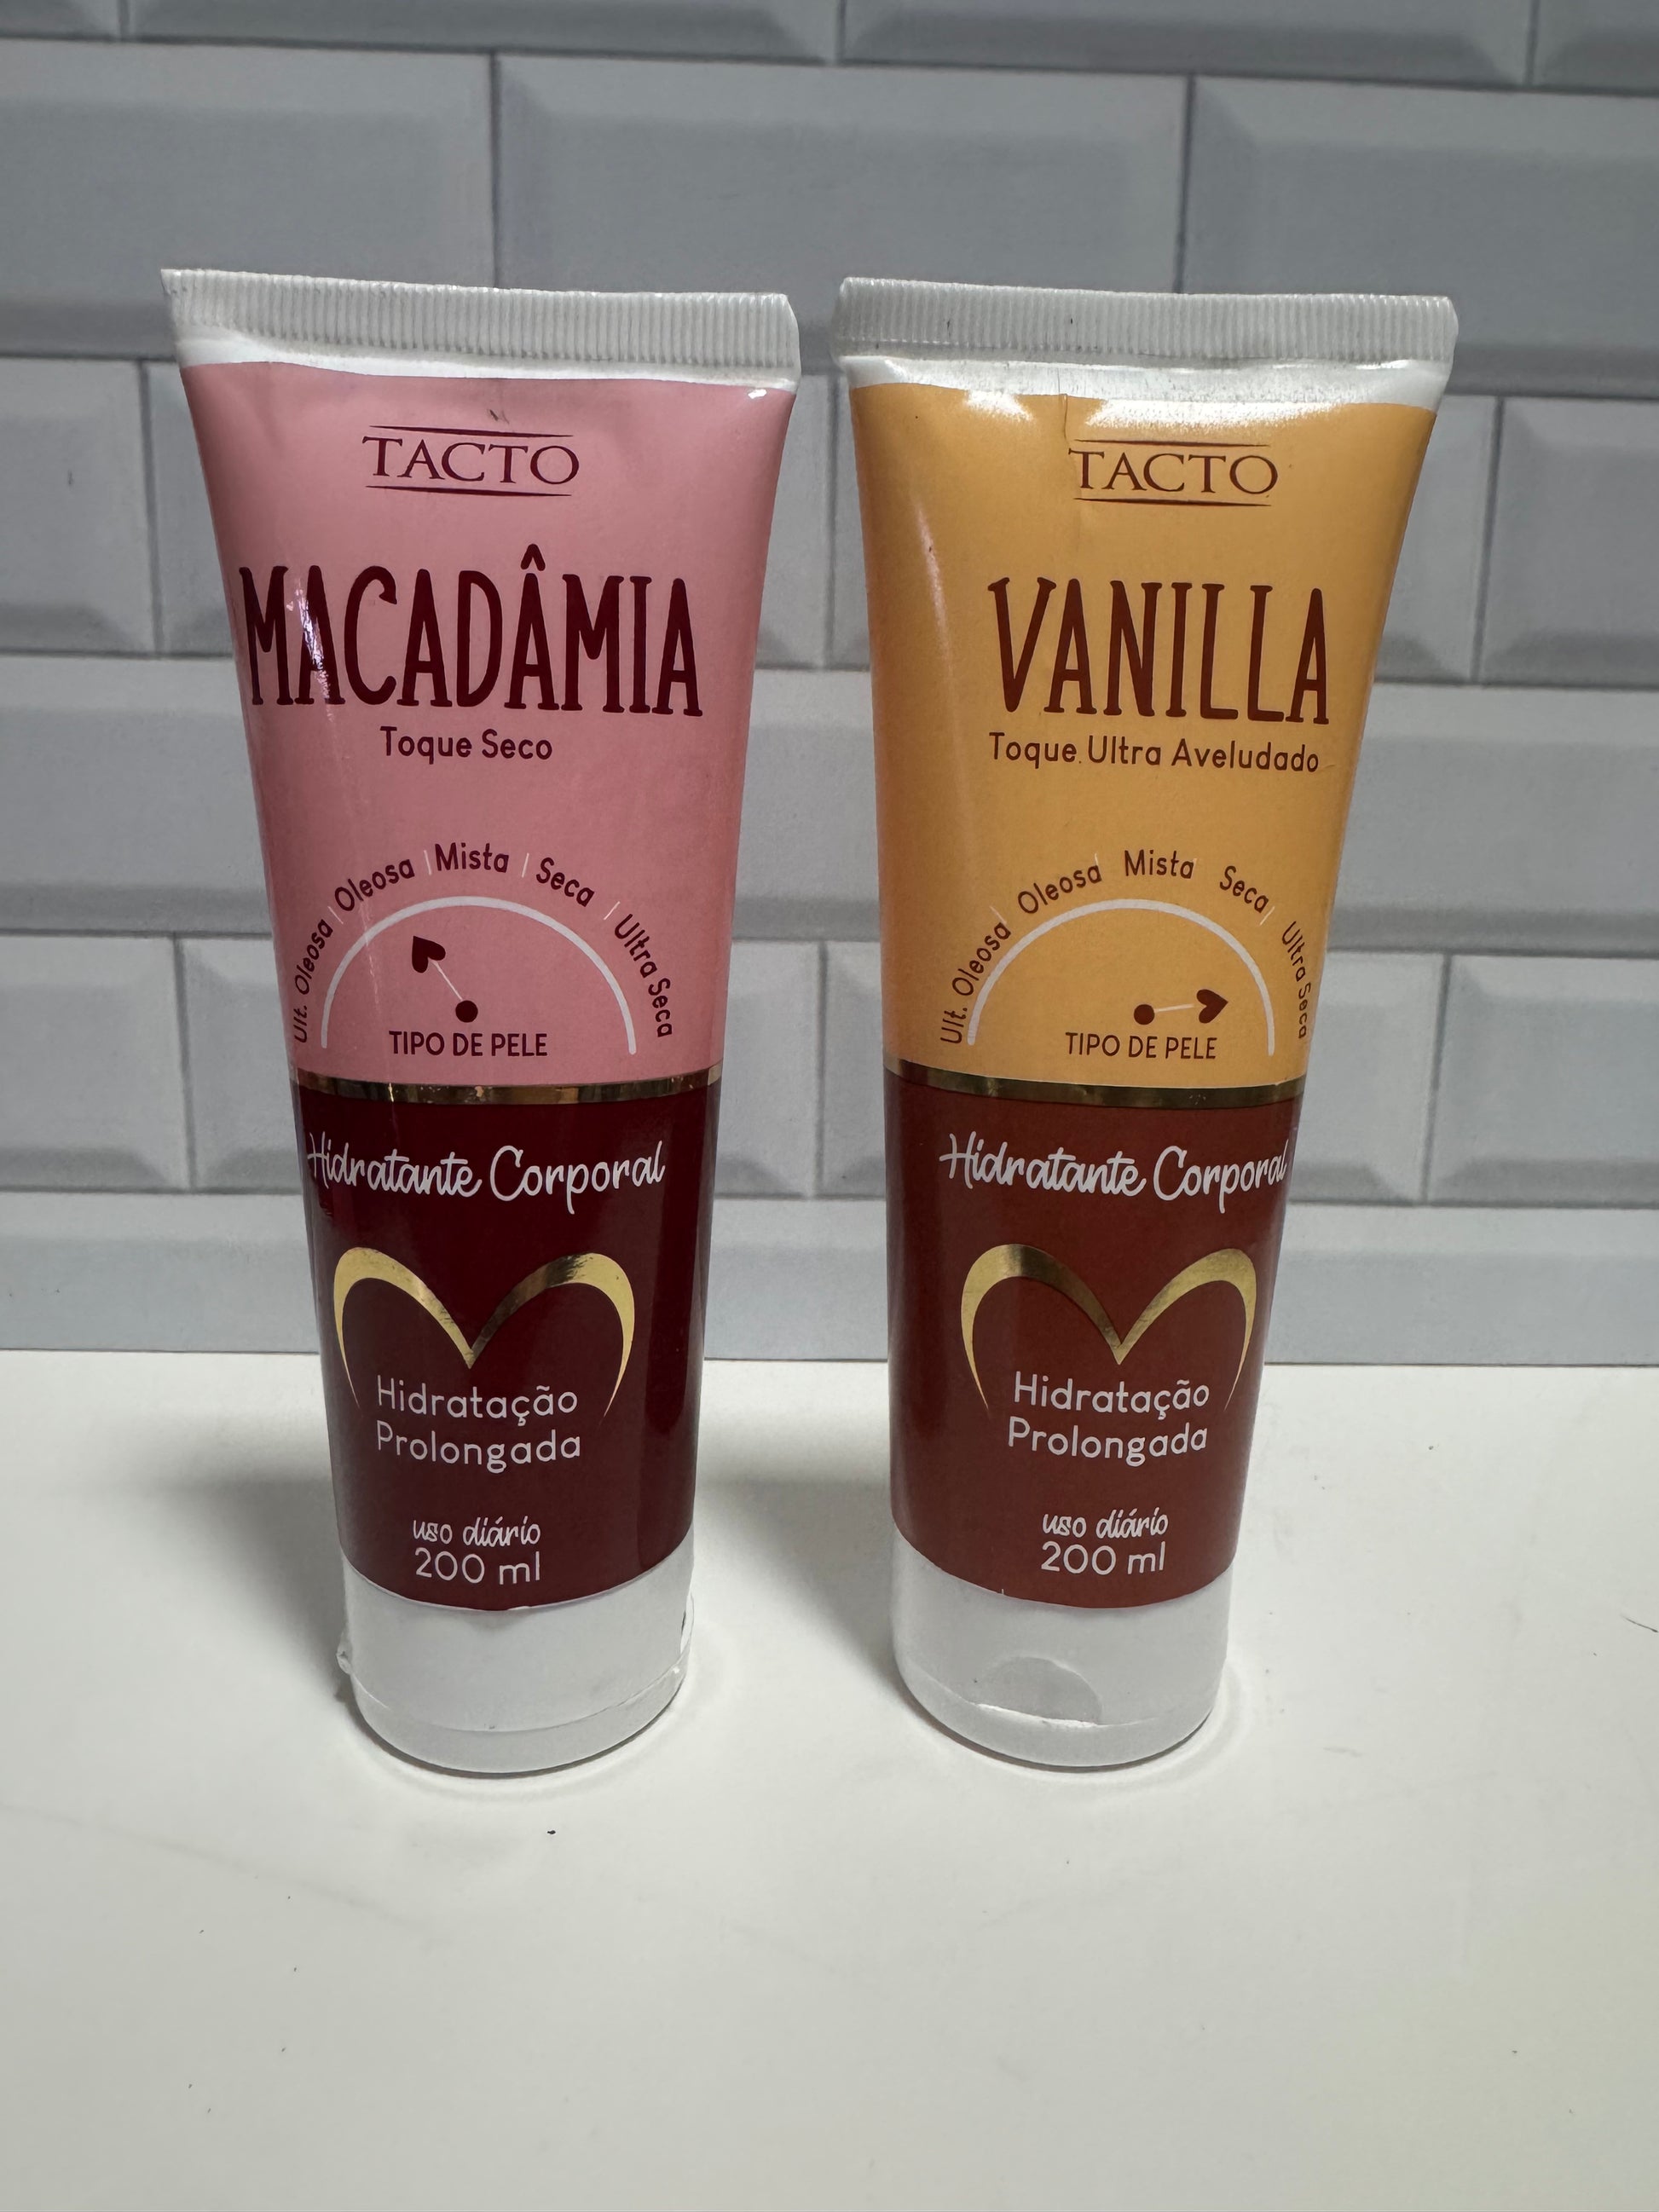 TACTO
MACADÂMIA
Toque Seco
Ult. Oleosa | Oleosa | Mista | Seca | Ultra Seca
TIPO DE PELE
Hidratante Corporal
Hidratação
Prolongada
uso diário
200 ml
TACTO
VANILLA
Toque Ultra Aveludado
Ult. Oleosa | Oleosa | Mista | Seca | Ultra Seca
TIPO DE PELE
Hidratante Corporal
Hidratação
Prolongada
uso diário
200 ml